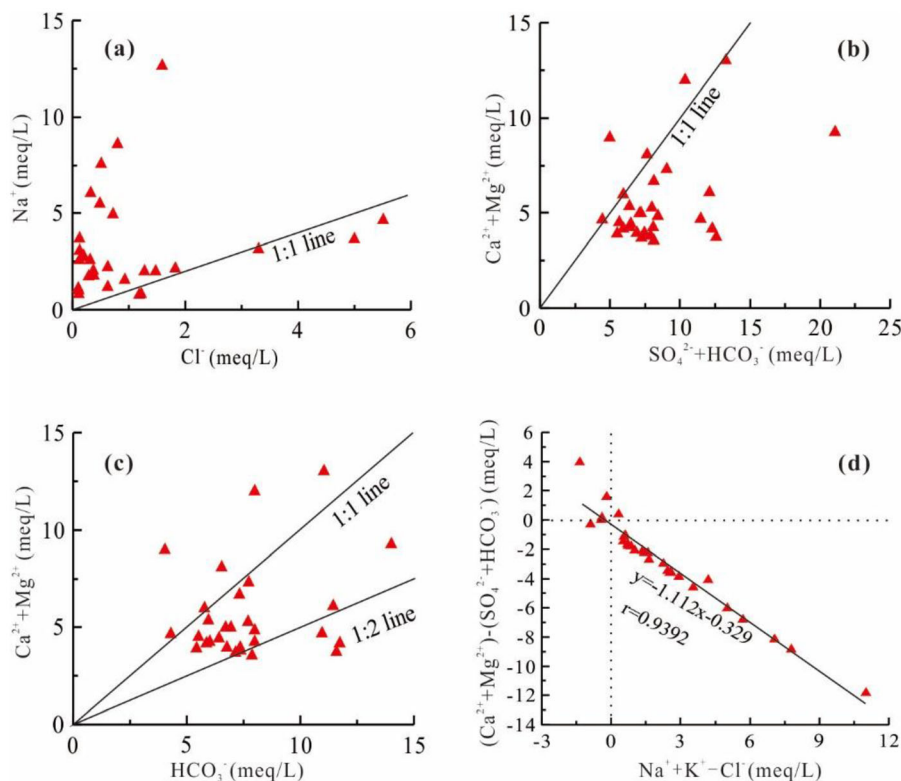 (a)
15
10
5
0
Na⁺ (meq/L)
1:1 line
0 2 4 6
Cl⁻ (meq/L)
(b)
15
10
5
0
Ca²⁺+Mg²⁺(meq/L)
1:1 line
0 5 10 15 20 25
SO₄²⁻+HCO₃⁻ (meq/L)
(c)
15
10
5
0
Ca²⁺+Mg²⁺(meq/L)
1:1 line
1:2 line
0 5 10 15
HCO₃⁻ (meq/L)
(d)
6
4
2
0
-2
-4
-6
-8
-10
-12
-14
(Ca²⁺+Mg²⁺)-(SO₄²⁻+HCO₃⁻) (meq/L)
y=-1.112x-0.329
r=0.9392
-3 0 3 6 9 12
Na⁺+K⁺-Cl⁻(meq/L)